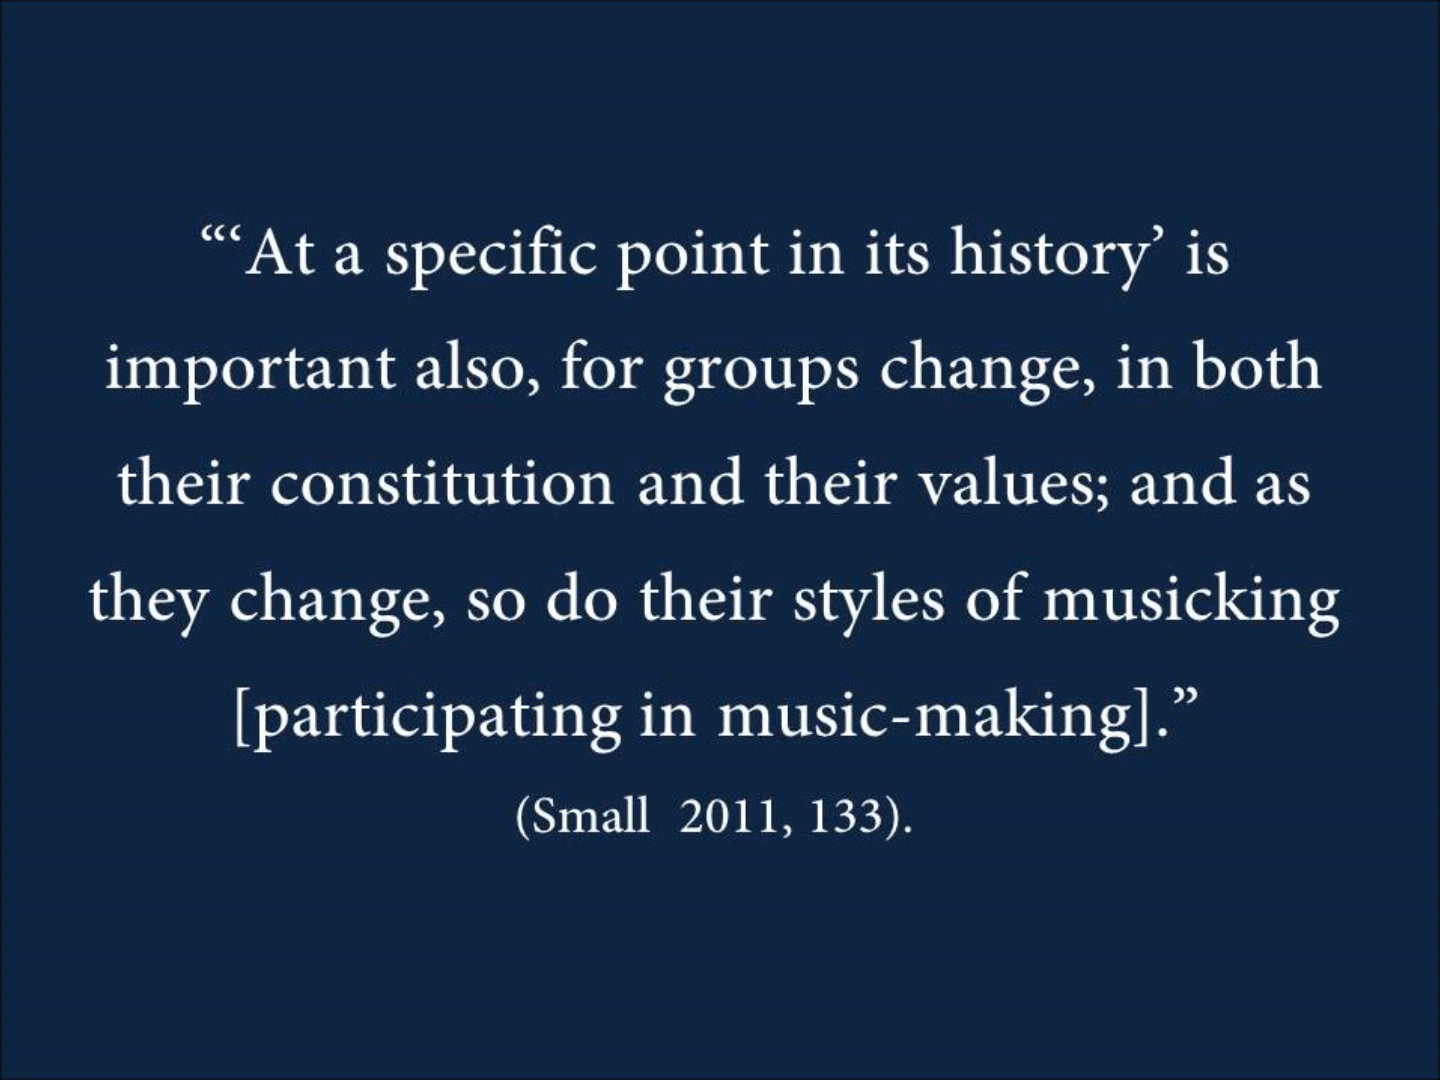 “‘At a specific point in its history’ is
important also, for groups change, in both
their constitution and their values; and as
they change, so do their styles of musicking
[participating in music-making].”
(Small  2011, 133).